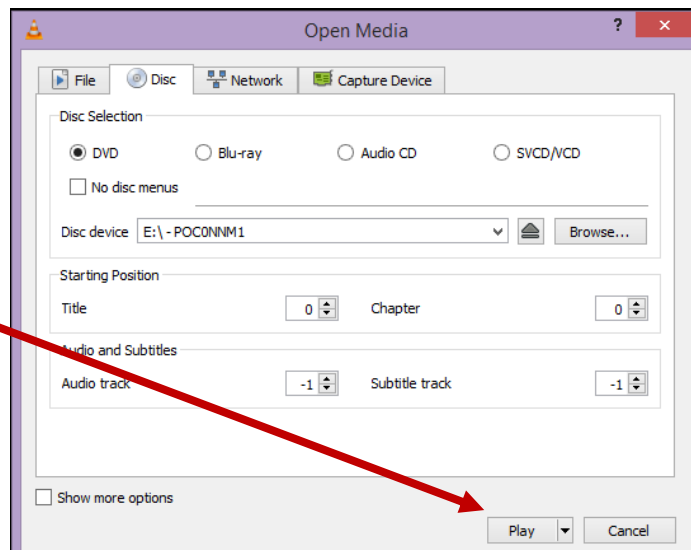 Open Media ?
File Disc Network Capture Device
Disc Selection
DVD Blu-ray Audio CD SVCD/VCD
No disc menus
Disc device E:\ - POC0NNM1 Browse...
Starting Position
Title 0 Chapter 0
Audio and Subtitles
Audio track -1 Subtitle track -1
Show more options
Play Cancel